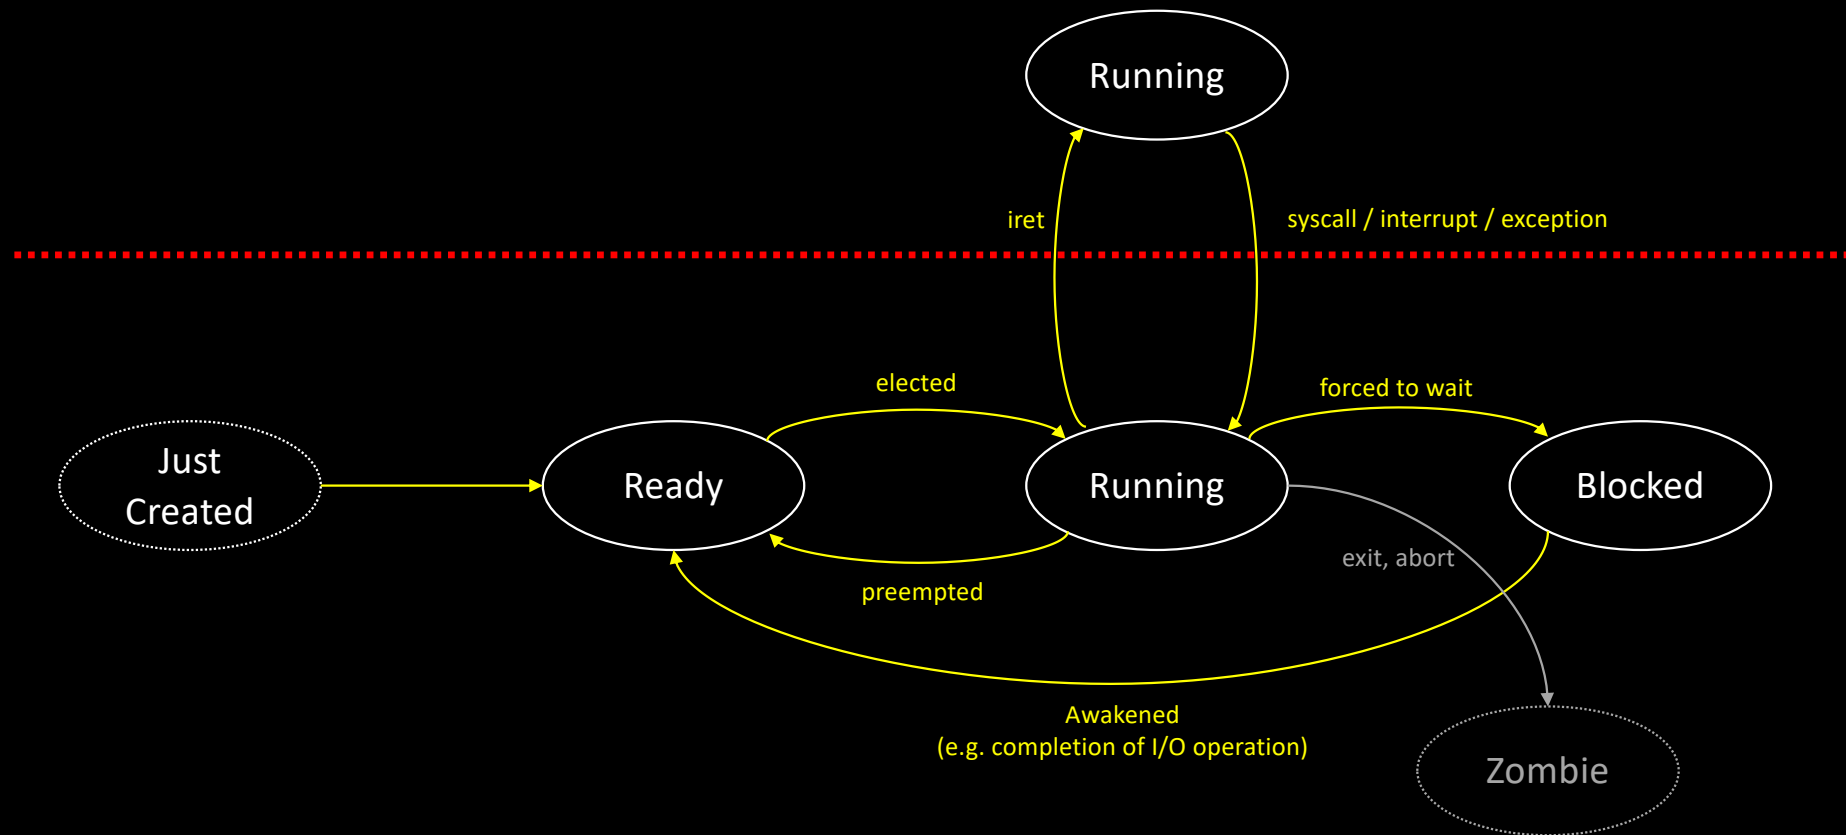 Running
iret
syscall / interrupt / exception
elected
forced to wait
Just
Created
Ready
Running
Blocked
exit, abort
preempted
Awakened
(e.g. completion of I/O operation)
Zombie